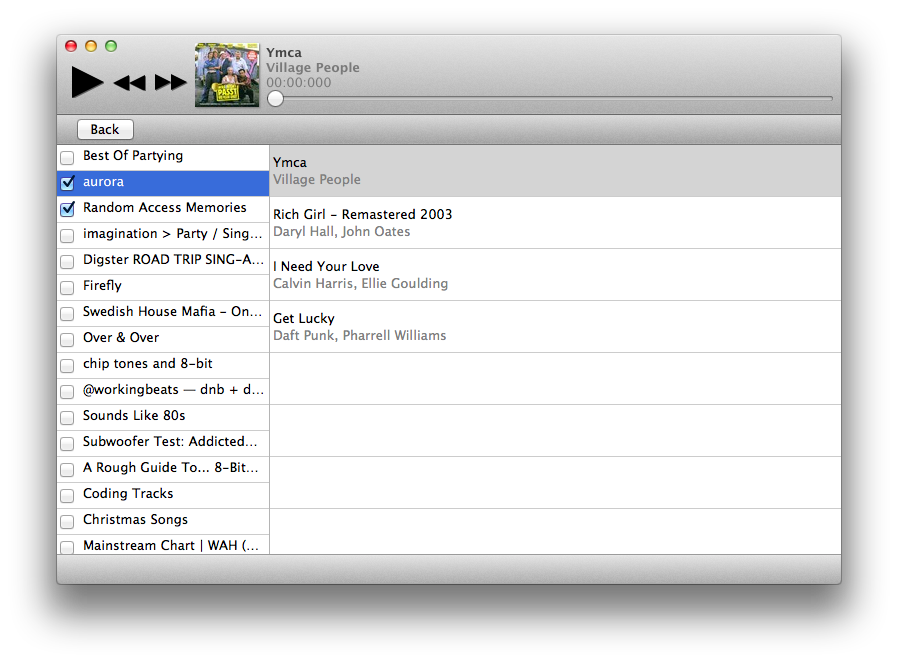 Ymca
Village People
00:00:000
Back
Best Of Partying
aurora
Random Access Memories
imagination > Party / Sing...
Digster ROAD TRIP SING-A...
Firefly
Swedish House Mafia – On...
Over & Over
chip tones and 8-bit
@workingbeats — dnb + d...
Sounds Like 80s
Subwoofer Test: Addicted...
A Rough Guide To... 8-Bit...
Coding Tracks
Christmas Songs
Mainstream Chart | WAH (...
Ymca
Village People
Rich Girl – Remastered 2003
Daryl Hall, John Oates
I Need Your Love
Calvin Harris, Ellie Goulding
Get Lucky
Daft Punk, Pharrell Williams